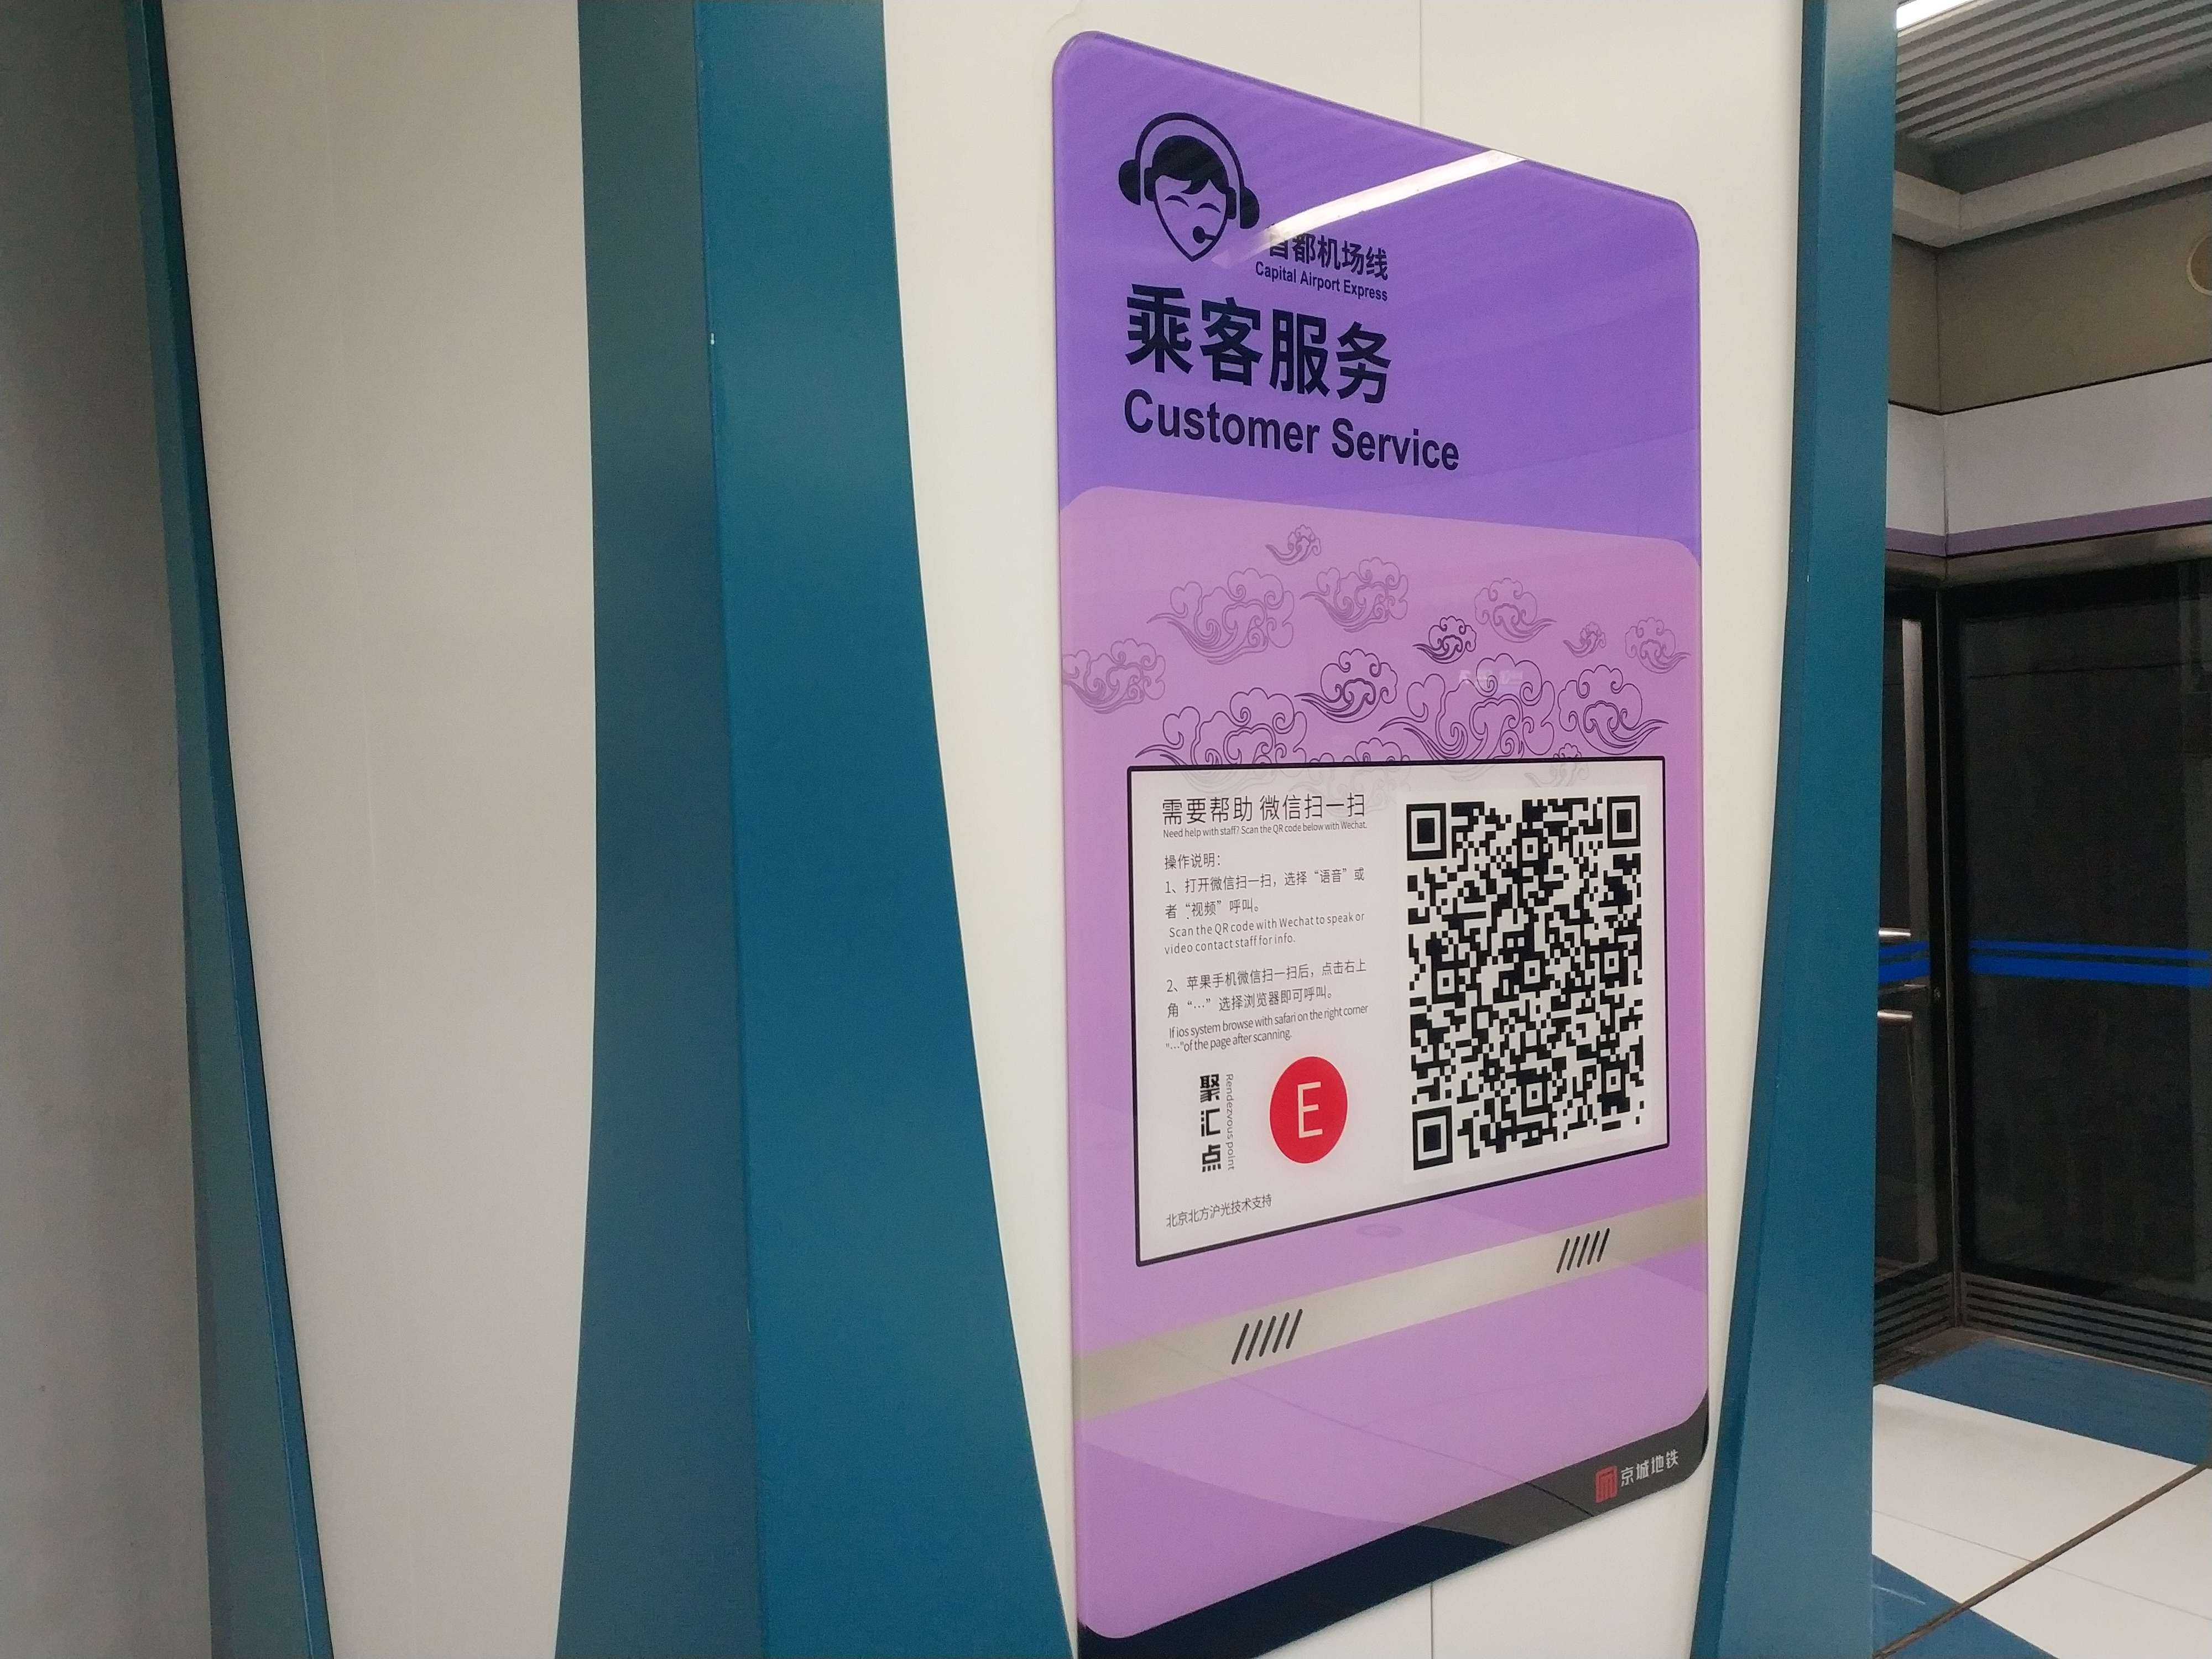 首都机场线
Capital Airport Express
乘客服务
Customer Service
需要帮助 微信扫一扫
Need help with staff? Scan the QR code below with Wechat.
操作说明：
1、打开微信扫一扫，选择“语音”或
者“视频”呼叫。
Scan the QR code with Wechat to speak or
video contact staff for info.
2、苹果手机微信扫一扫后，点击右上
角“…”选择浏览器即可呼叫。
If ios system browse with safari on the right corner
"…"of the page after scanning.
聚汇点
Rendezvous point
E
北京北方沪光技术支持
京城地铁